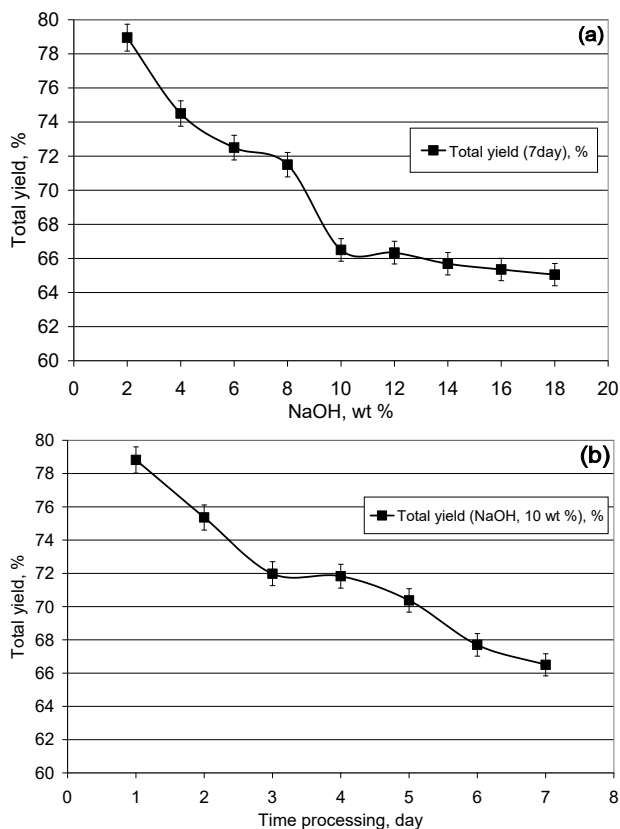 (a)
80
78
76
74
72
70
68
66
64
62
60
Total yield, %
Total yield (7day), %
0 2 4 6 8 10 12 14 16 18 20
NaOH, wt %
(b)
80
78
76
74
72
70
68
66
64
62
60
Total yield, %
Total yield (NaOH, 10 wt %), %
0 1 2 3 4 5 6 7 8
Time processing, day